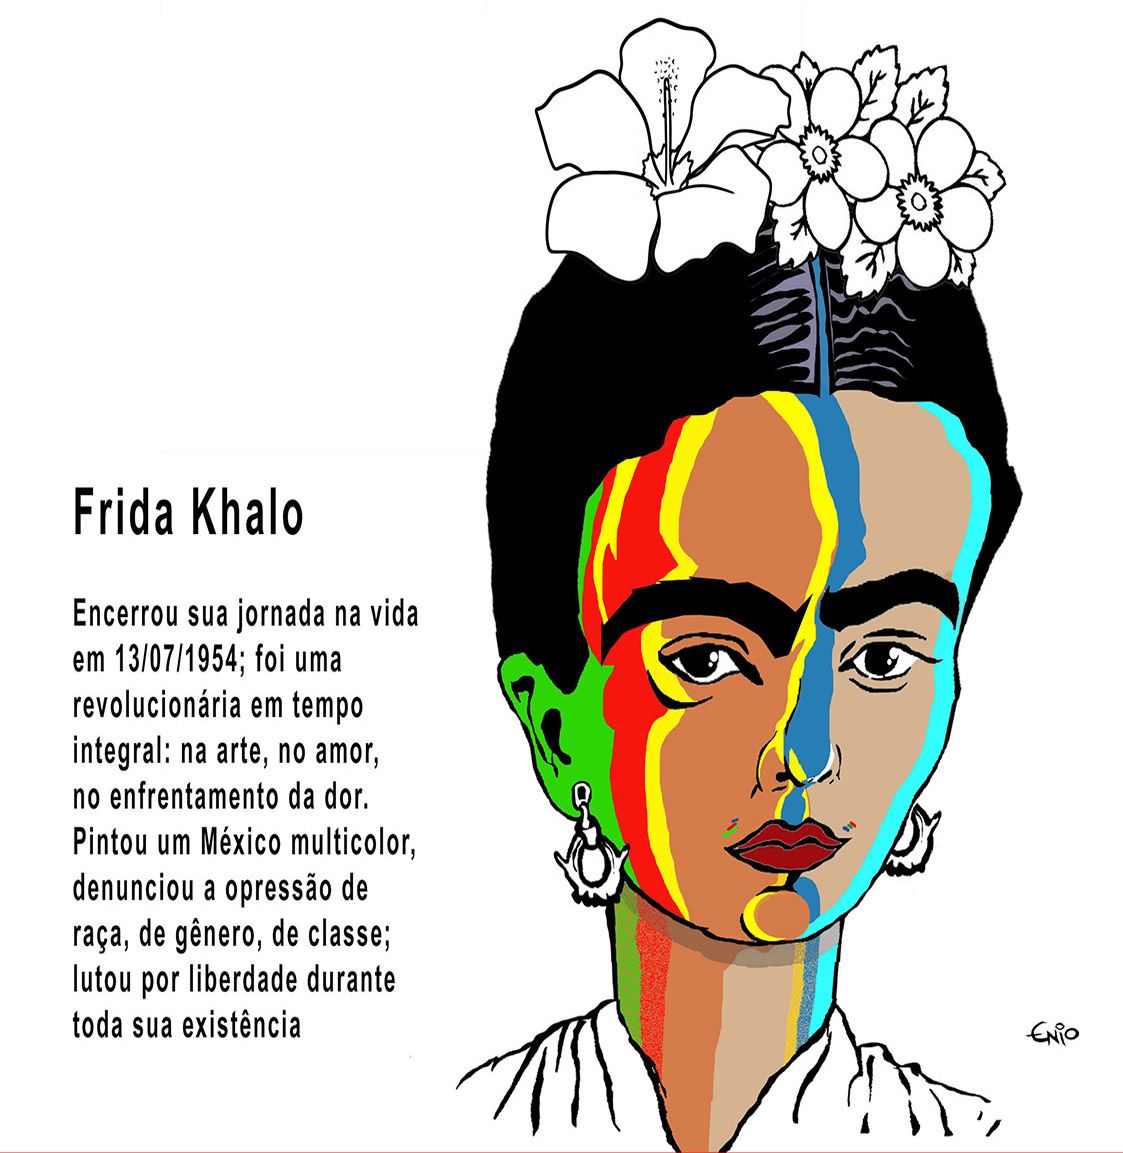 Frida Khalo
Encerrou sua jornada na vida
em 13/07/1954; foi uma
revolucionária em tempo
integral: na arte, no amor,
no enfrentamento da dor.
Pintou um México multicolor,
denunciou a opressão de
raça, de gênero, de classe;
lutou por liberdade durante
toda sua existência
ENIO